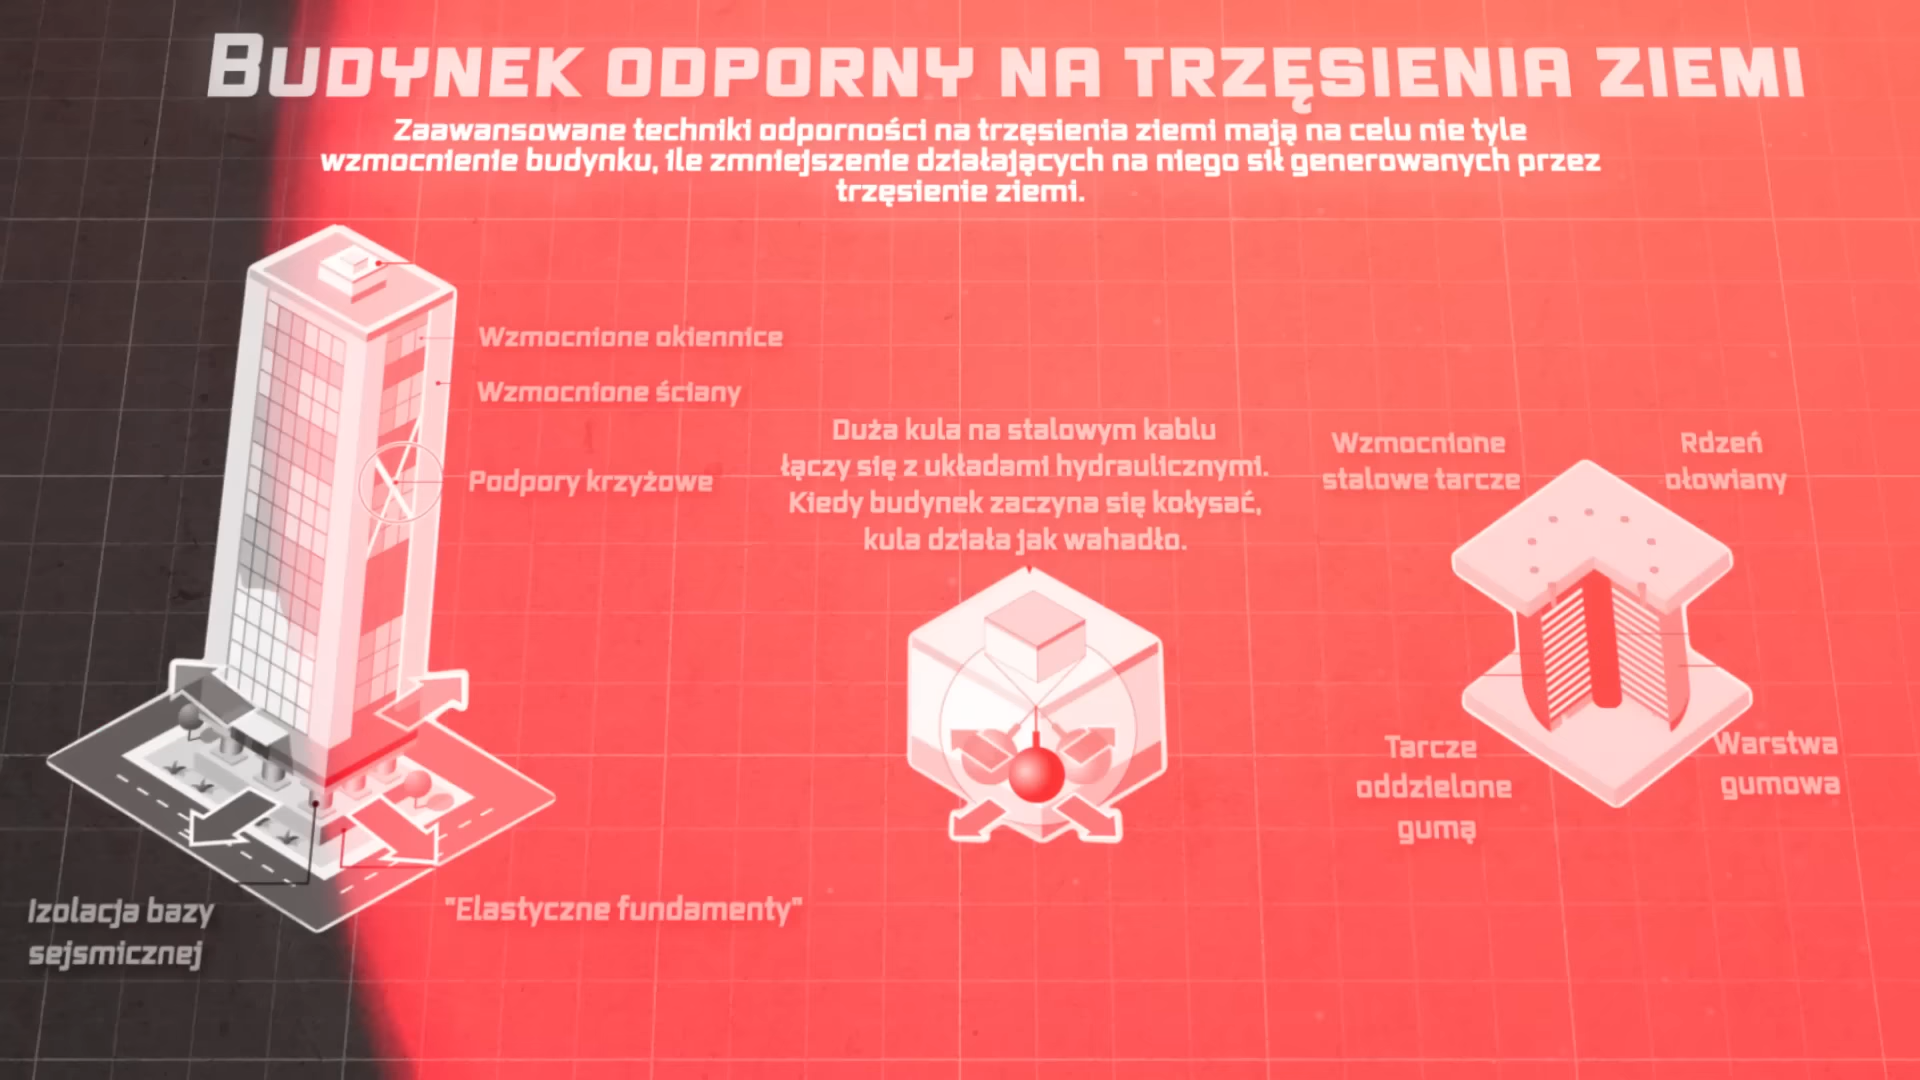 BUDYNEK ODPORNY NA TRZĘSIENIA ZIEMI
Zaawansowane techniki odporności na trzęsienia ziemi mają na celu nie tyle
wzmocnienie budynku, ile zmniejszenie działających na niego sił generowanych przez
trzęsienie ziemi.
Wzmocnione okiennice
Wzmocnione ściany
Podpory krzyżowe
Izolacja bazy
sejsmicznej
"Elastyczne fundamenty"
Duża kula na stalowym kablu
łączy się z układami hydraulicznymi.
Kiedy budynek zaczyna się kołysać,
kula działa jak wahadło.
Wzmocnione
stalowe tarcze
Rdzeń
ołowiany
Tarcze
oddzielone
gumą
Warstwa
gumowa